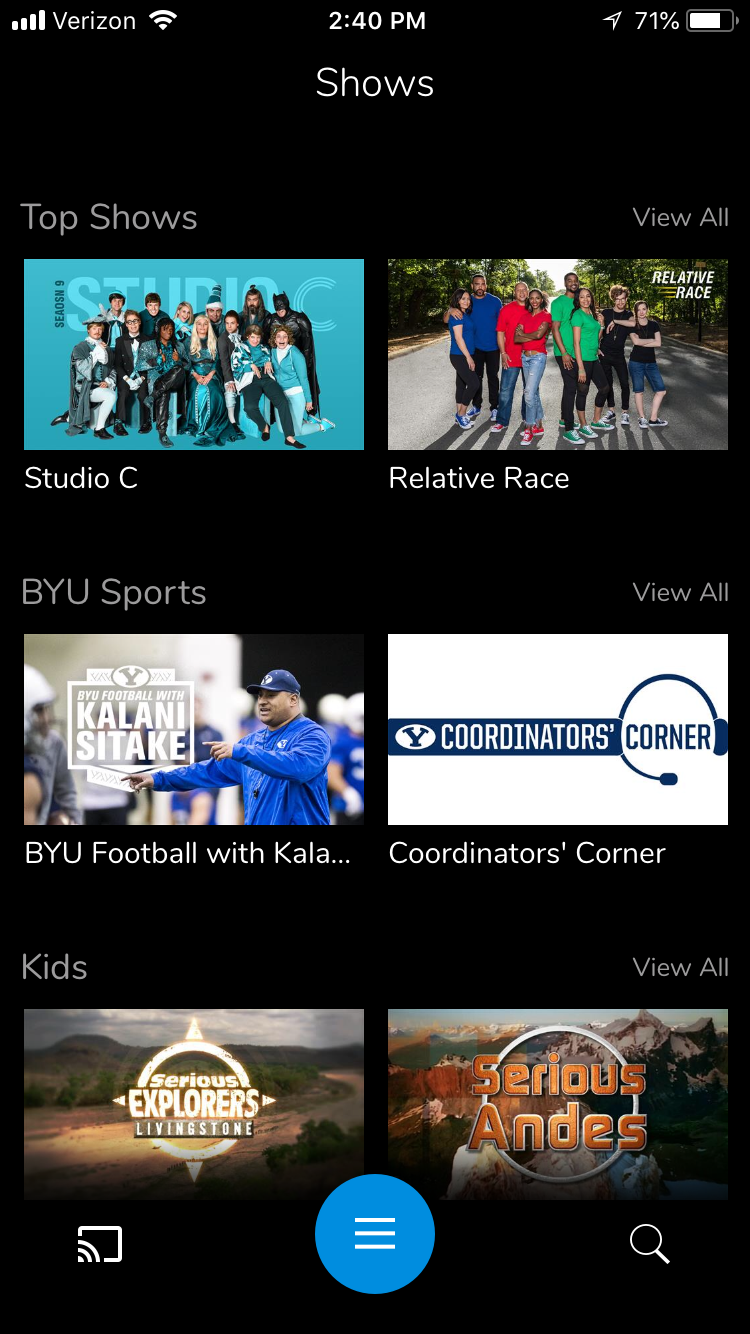 Verizon 2:40 PM 71%
Shows
Top Shows View All
SEAOSN 9
STUDIO C
RELATIVE
RACE
Studio C Relative Race
BYU Sports View All
Y
BYU FOOTBALL WITH
KALANI
SITAKE
Y COORDINATORS' CORNER
BYU Football with Kala... Coordinators' Corner
Kids View All
Serious
EXPLORERS
LIVINGSTONE
Serious
Andes